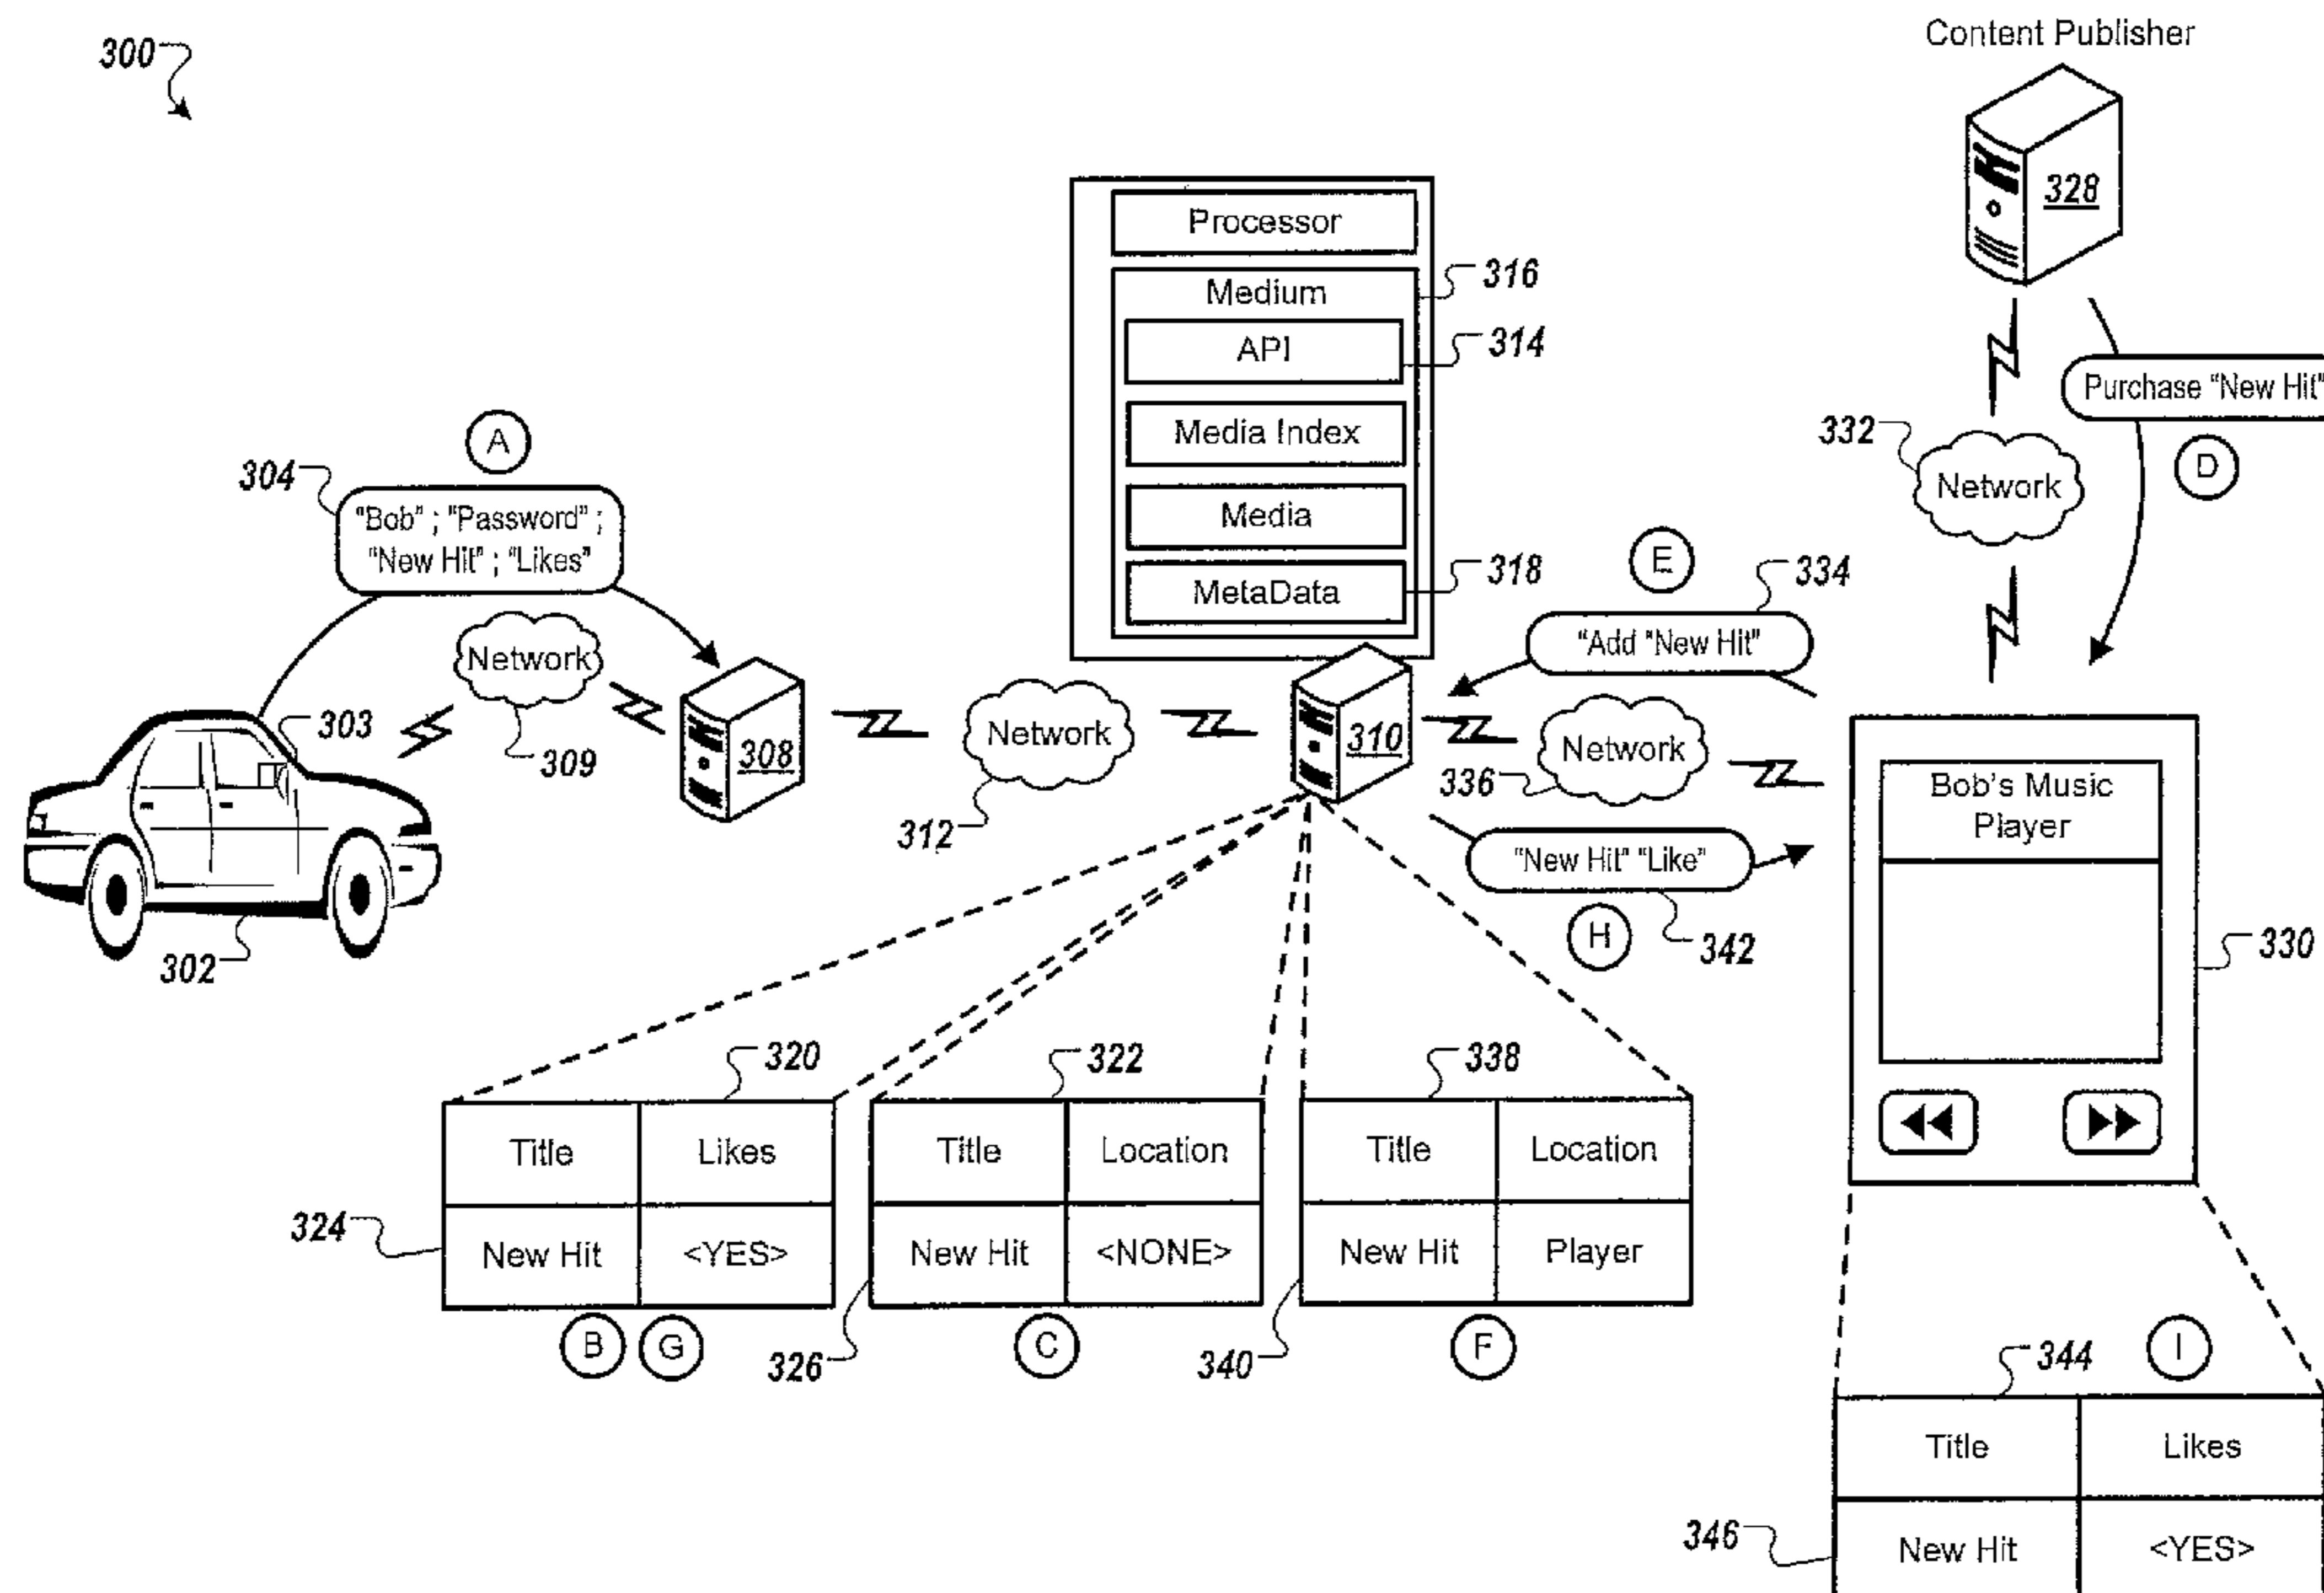 Content Publisher
300
328
Processor
Medium
316
API
314
Media Index
Media
MetaData
318
Purchase "New Hit"
332
Network
D
A
304
"Bob" ; "Password" ;
"New Hit" ; "Likes"
E
334
"Add "New Hit"
Network
309
303
302
308
Network
312
310
Network
336
"New Hit" "Like"
H
342
Bob's Music
Player
330
320
Title
Likes
324
New Hit
<YES>
B
G
322
Title
Location
326
New Hit
<NONE>
C
338
Title
Location
340
New Hit
Player
F
344
I
Title
Likes
346
New Hit
<YES>